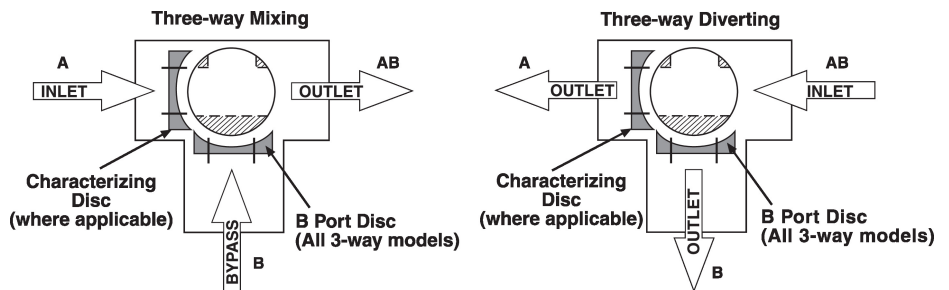 Three-way Mixing
A
INLET
AB
OUTLET
Characterizing
Disc
(where applicable)
BYPASS
B
B Port Disc
(All 3-way models)
Three-way Diverting
A
OUTLET
AB
INLET
Characterizing
Disc
(where applicable)
OUTLET
B
B Port Disc
(All 3-way models)